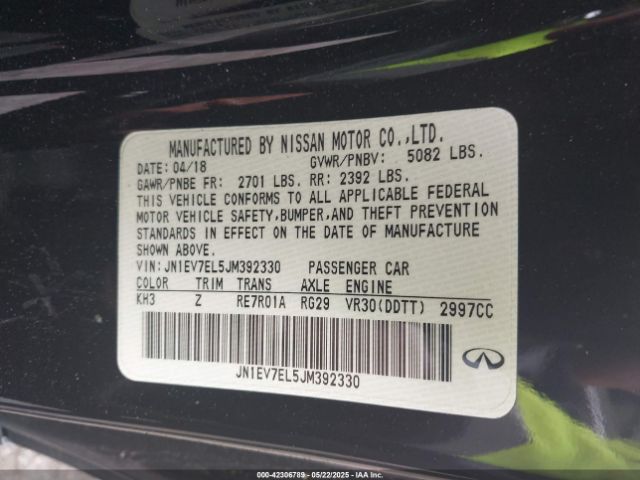 MANUFACTURED BY NISSAN MOTOR CO.,LTD.
DATE: 04/18 GVWR/PNBV: 5082 LBS.
GAWR/PNBE FR: 2701 LBS. RR: 2392 LBS.
THIS VEHICLE CONFORMS TO ALL APPLICABLE FEDERAL
MOTOR VEHICLE SAFETY,BUMPER,AND THEFT PREVENTION
STANDARDS IN EFFECT ON THE DATE OF MANUFACTURE
SHOWN ABOVE.
VIN:JN1EV7EL5JM392330 PASSENGER CAR
COLOR TRIM TRANS AXLE ENGINE
KH3 Z RE7R01A RG29 VR30(DDTT) 2997CC
JN1EV7EL5JM392330
000-42306789 - 05/22/2025 - COPYRIGHT IAA, LLC.